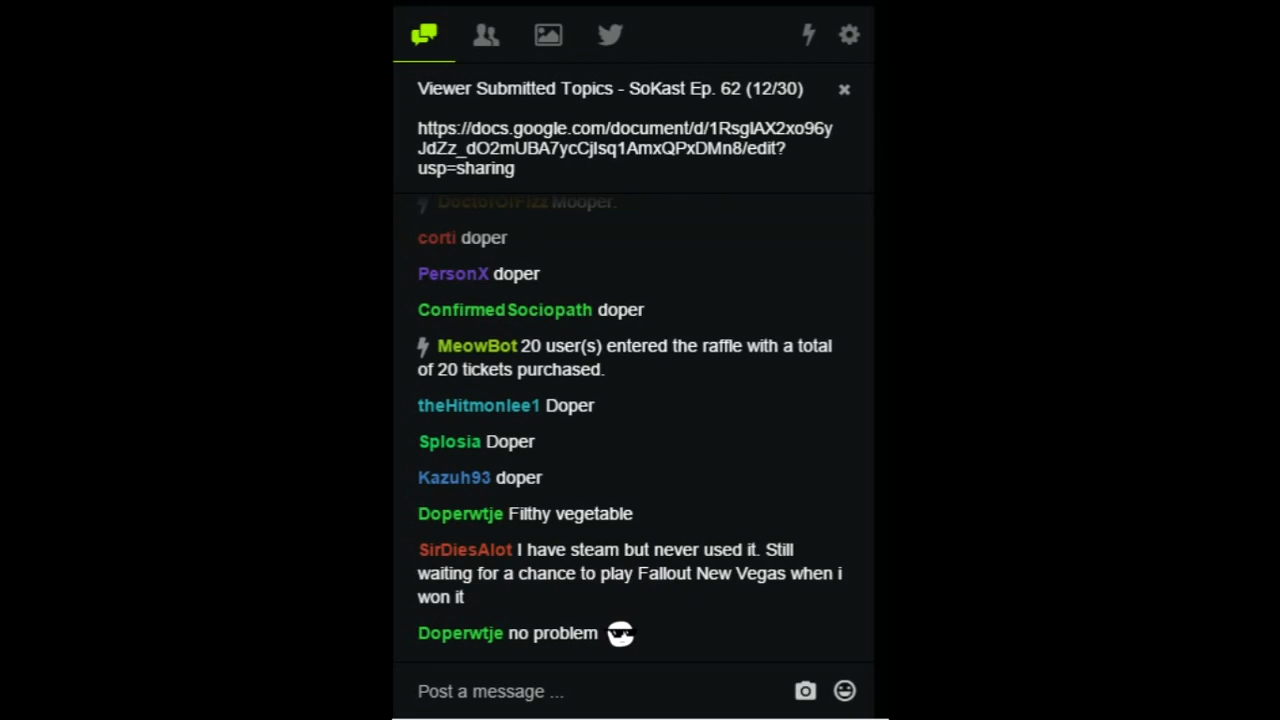 Viewer Submitted Topics - SoKast Ep. 62 (12/30)
https://docs.google.com/document/d/1RsglAX2xo96y
JdZz_dO2mUBA7ycCjlsq1AmxQPxDMn8/edit?
usp=sharing
DoctorOfFizz Mooper.
corti doper
PersonX doper
ConfirmedSociopath doper
MeowBot 20 user(s) entered the raffle with a total
of 20 tickets purchased.
theHitmonlee1 Doper
Splosia Doper
Kazuh93 doper
Doperwtje Filthy vegetable
SirDiesAlot I have steam but never used it. Still
waiting for a chance to play Fallout New Vegas when i
won it
Doperwtje no problem
Post a message ...